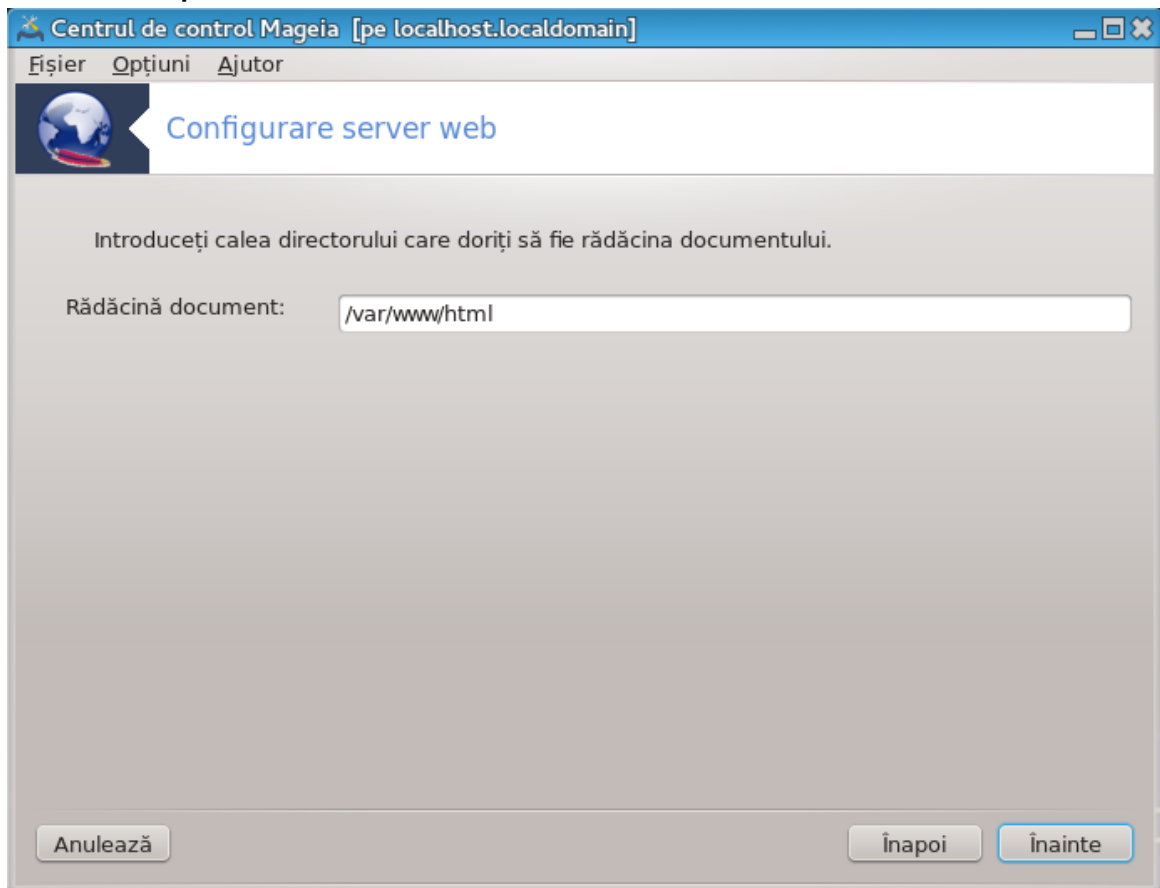 Centrul de control Mageia [pe localhost.localdomain]
Fișier Opțiuni Ajutor
Configurare server web
Introduceți calea directorului care doriți să fie rădăcina documentului.
Rădăcină document: /var/www/html
Anulează Înapoi Înainte